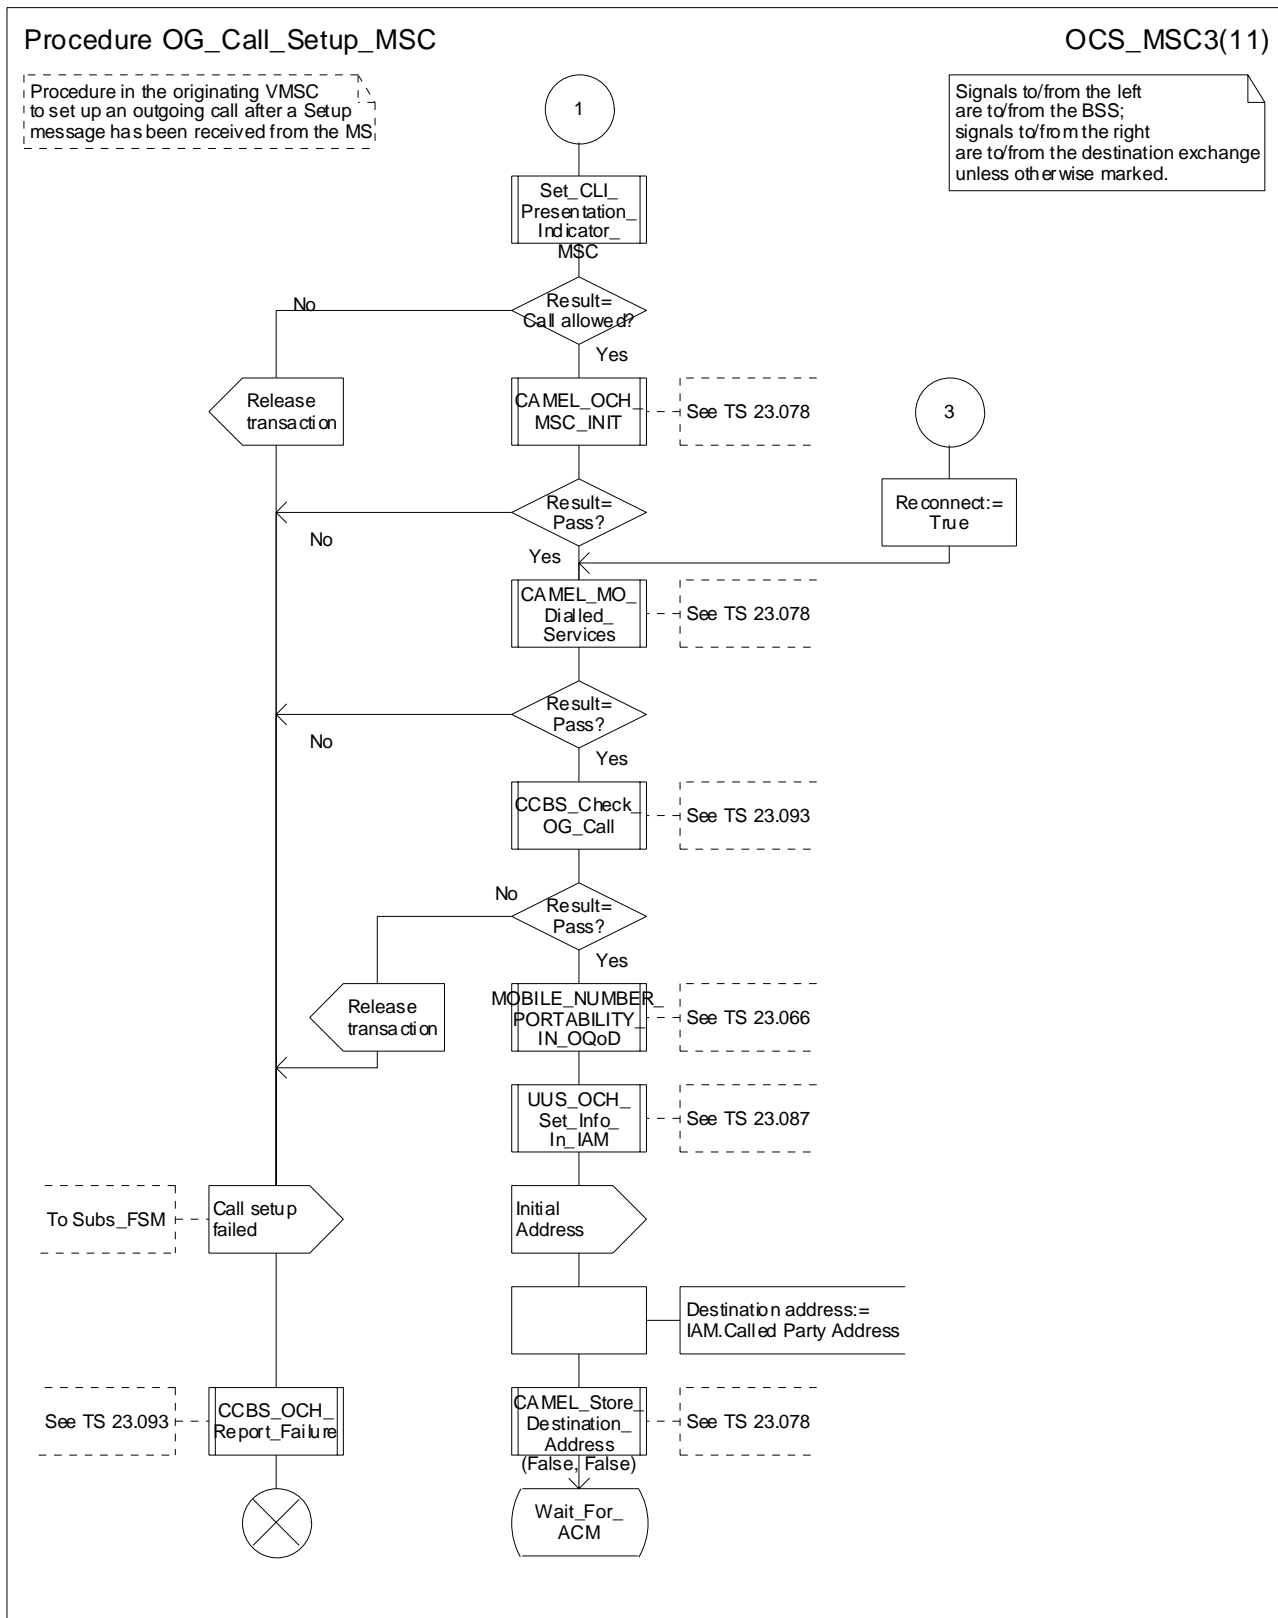 Procedure OG_Call_Setup_MSC
OCS_MSC3(11)
Procedure in the originating VMSC
to set up an outgoing call after a Setup
message has been received from the MS
1
Signals to/from the left
are to/from the BSS;
signals to/from the right
are to/from the destination exchange
unless otherwise marked.
Set_CLI_
Presentation_
Indicator_
MSC
No
Result=
Call allowed?
Yes
Release
transaction
CAMEL_OCH_
MSC_INIT
See TS 23.078
3
Result=
Pass?
No
Yes
Reconnect:=
True
CAMEL_MO_
Dialled_
Services
See TS 23.078
Result=
Pass?
No
Yes
CCBS_Check_
OG_Call
See TS 23.093
No
Result=
Pass?
Yes
Release
transaction
MOBILE_NUMBER_
PORTABILITY_
IN_OQoD
See TS 23.066
UUS_OCH_
Set_Info_
In_IAM
See TS 23.087
To Subs_FSM
Call setup
failed
Initial
Address
Destination address:=
IAM.Called Party Address
See TS 23.093
CCBS_OCH_
Report_Failure
CAMEL_Store_
Destination_
Address
(False, False)
See TS 23.078
Wait_For_
ACM